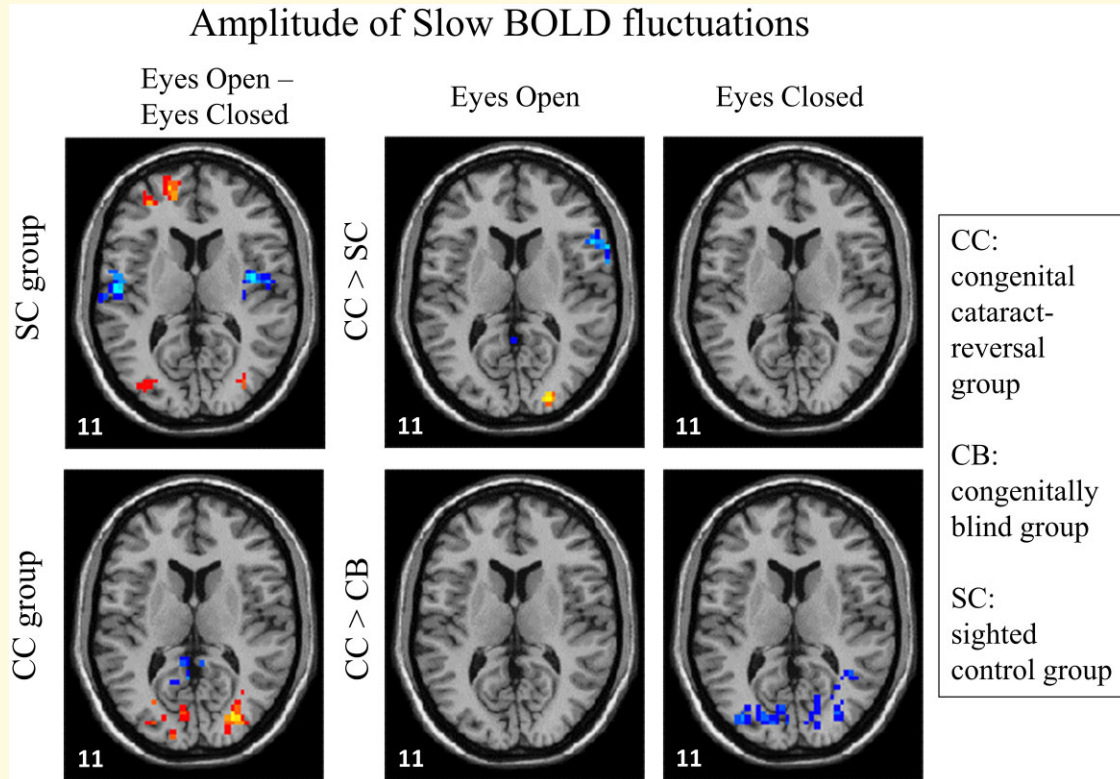 Amplitude of Slow BOLD fluctuations
Eyes Open –
Eyes Closed
Eyes Open
Eyes Closed
SC group
11
CC > SC
11
11
CC group
11
CC > CB
11
11
CC:
congenital
cataract-
reversal
group
CB:
congenitally
blind group
SC:
sighted
control group